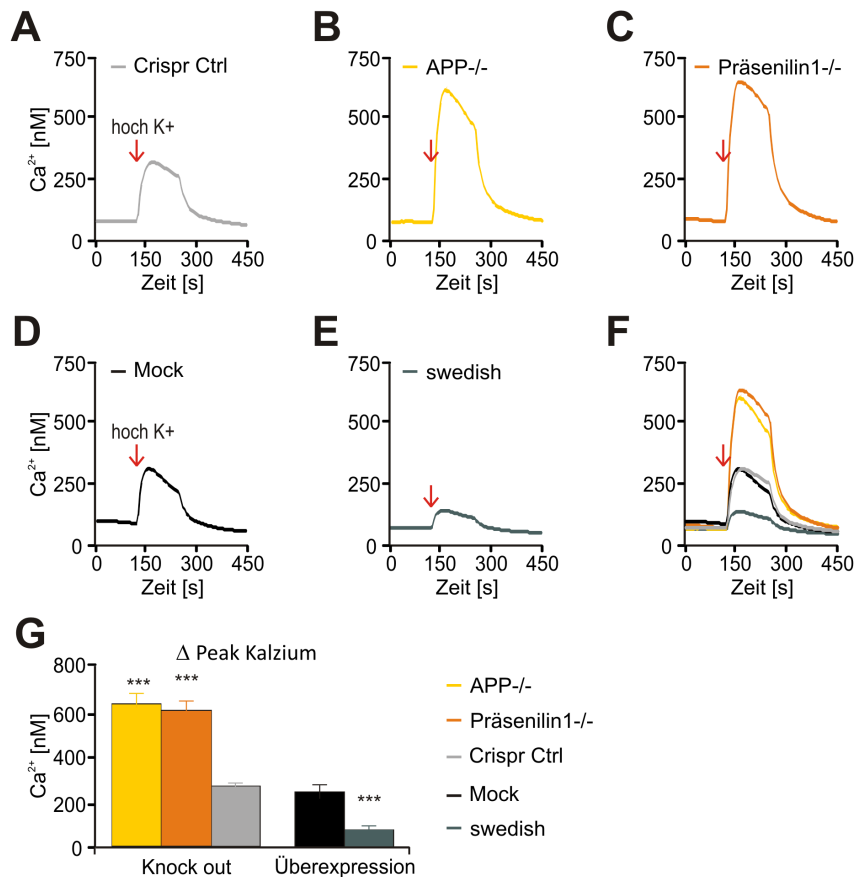 A
B
C
Crispr Ctrl
APP-/-
Präsenilin1-/-
hoch K+
Ca²⁺ [nM]
750
500
250
0
0 150 300 450
Zeit [s]
750
500
250
0
0 150 300 450
Zeit [s]
750
500
250
0
0 150 300 450
Zeit [s]
D
E
F
Mock
swedish
hoch K+
Ca²⁺ [nM]
750
500
250
0
0 150 300 450
Zeit [s]
750
500
250
0
0 150 300 450
Zeit [s]
750
500
250
0
0 150 300 450
Zeit [s]
G
Δ Peak Kalzium
Ca²⁺ [nM]
800
600
400
200
0
*** ***
***
Knock out
Überexpression
APP-/-
Präsenilin1-/-
Crispr Ctrl
Mock
swedish